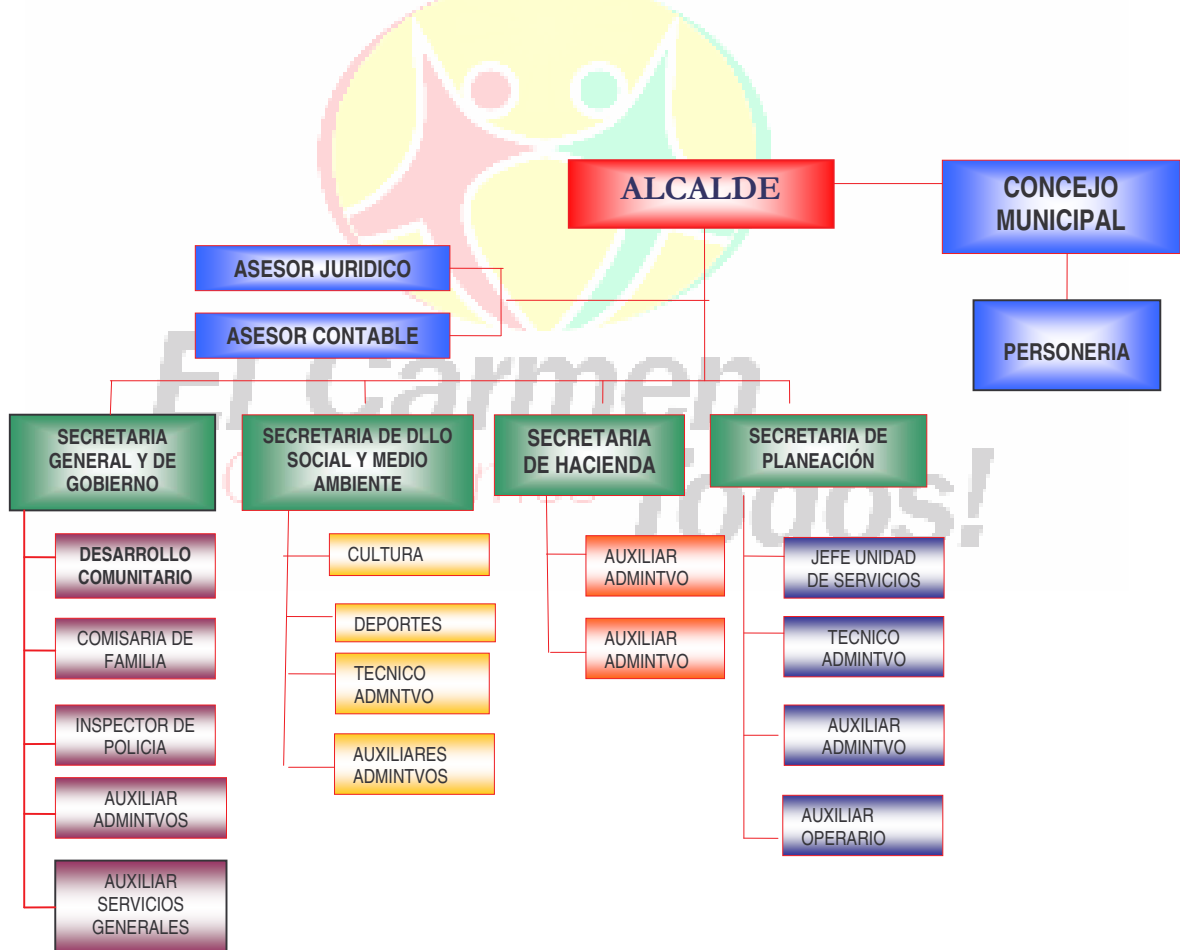 ALCALDE
CONCEJO
MUNICIPAL
ASESOR JURIDICO
ASESOR CONTABLE
PERSONERIA
El Carmen
Todos!
SECRETARIA
GENERAL Y DE
GOBIERNO
SECRETARIA DE DLLO
SOCIAL Y MEDIO
AMBIENTE
SECRETARIA
DE HACIENDA
SECRETARIA DE
PLANEACIÓN
DESARROLLO
COMUNITARIO
COMISARIA DE
FAMILIA
INSPECTOR DE
POLICIA
AUXILIAR
ADMINTVOS
AUXILIAR
SERVICIOS
GENERALES
CULTURA
DEPORTES
TECNICO
ADMNTVO
AUXILIARES
ADMINTVOS
AUXILIAR
ADMINTVO
AUXILIAR
ADMINTVO
JEFE UNIDAD
DE SERVICIOS
TECNICO
ADMINTVO
AUXILIAR
ADMINTVO
AUXILIAR
OPERARIO